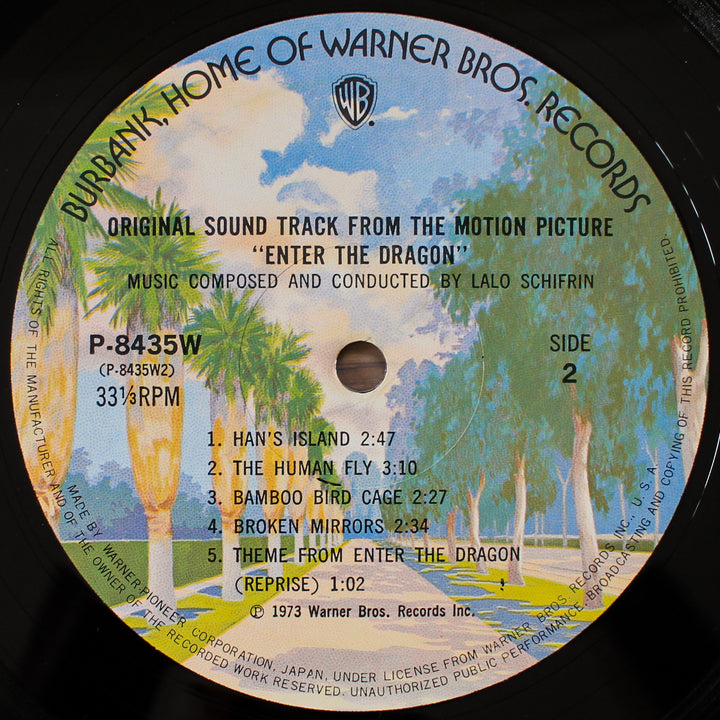 BURBANK, HOME OF WARNER BROS. RECORDS
WB
ORIGINAL SOUND TRACK FROM THE MOTION PICTURE
“ENTER THE DRAGON”
MUSIC COMPOSED AND CONDUCTED BY LALO SCHIFRIN
P-8435W
(P-8435W2)
33⅓RPM
SIDE
2
1. HAN'S ISLAND 2:47
2. THE HUMAN FLY 3:10
3. BAMBOO BIRD CAGE 2:27
4. BROKEN MIRRORS 2:34
5. THEME FROM ENTER THE DRAGON
(REPRISE) 1:02
℗ 1973 Warner Bros. Records Inc.
MADE BY WARNER-PIONEER CORPORATION, JAPAN, UNDER LICENSE FROM WARNER BROS. RECORDS INC., U.S.A.
ALL RIGHTS OF THE MANUFACTURER AND OF THE OWNER OF THE RECORDED WORK RESERVED. UNAUTHORIZED PUBLIC PERFORMANCE, BROADCASTING AND COPYING OF THIS RECORD PROHIBITED.